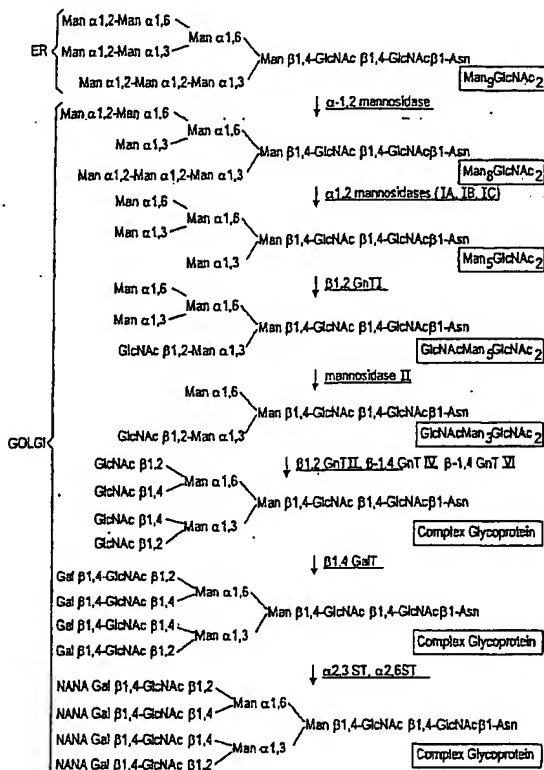 Man α1,2-Man α1,6
Man α1,6
ER
Man α1,2-Man α1,3
Man β1,4-GlcNAc β1,4-GlcNAcβ1-Asn
Man α1,2-Man α1,2-Man α1,3
Man9GlcNAc2
α-1,2 mannosidase
Man α1,2-Man α1,6
Man α1,6
Man α1,3
Man β1,4-GlcNAc β1,4-GlcNAcβ1-Asn
Man α1,2-Man α1,2-Man α1,3
Man8GlcNAc2
α1,2 mannosidases (IA, IB, IC)
Man α1,6
Man α1,6
Man α1,3
Man β1,4-GlcNAc β1,4-GlcNAcβ1-Asn
Man α1,3
Man5GlcNAc2
β1,2 GnTI
Man α1,6
Man α1,6
Man α1,3
Man β1,4-GlcNAc β1,4-GlcNAcβ1-Asn
GlcNAc β1,2-Man α1,3
GlcNAcMan5GlcNAc2
mannosidase II
Man α1,6
Man β1,4-GlcNAc β1,4-GlcNAcβ1-Asn
GlcNAc β1,2-Man α1,3
GlcNAcMan3GlcNAc2
GOLGI
β1,2 GnTII, β-1,4 GnT IV, β-1,4 GnT VI
GlcNAc β1,2
Man α1,6
GlcNAc β1,4
Man β1,4-GlcNAc β1,4-GlcNAcβ1-Asn
GlcNAc β1,4
Man α1,3
GlcNAc β1,2
Complex Glycoprotein
β1,4 GalT
Gal β1,4-GlcNAc β1,2
Man α1,6
Gal β1,4-GlcNAc β1,4
Man β1,4-GlcNAc β1,4-GlcNAcβ1-Asn
Gal β1,4-GlcNAc β1,4
Man α1,3
Gal β1,4-GlcNAc β1,2
Complex Glycoprotein
α2,3 ST, α2,6ST
NANA Gal β1,4-GlcNAc β1,2
Man α1,6
NANA Gal β1,4-GlcNAc β1,4
Man β1,4-GlcNAc β1,4-GlcNAcβ1-Asn
NANA Gal β1,4-GlcNAc β1,4
Man α1,3
NANA Gal β1,4-GlcNAc β1,2
Complex Glycoprotein